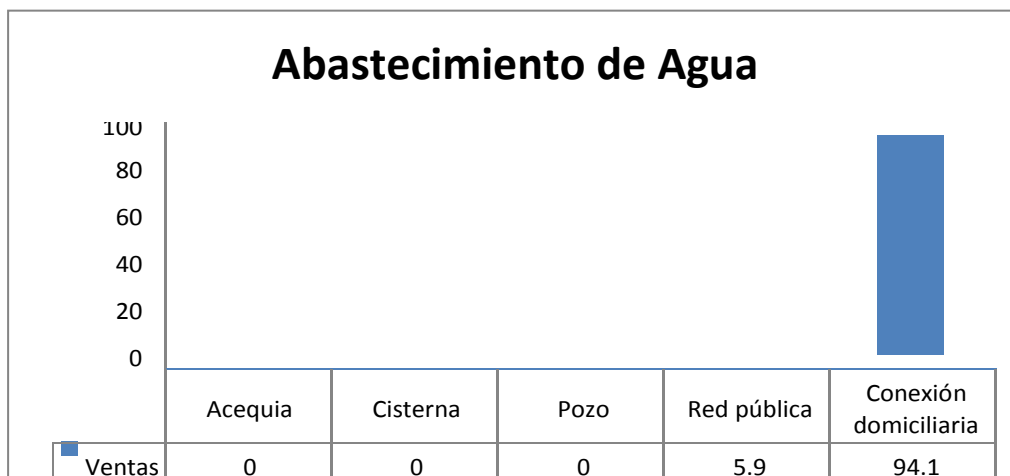 Abastecimiento de Agua
100
80
60
40
20
0
Acequia Cisterna Pozo Red pública Conexión domiciliaria
Ventas 0 0 0 5.9 94.1